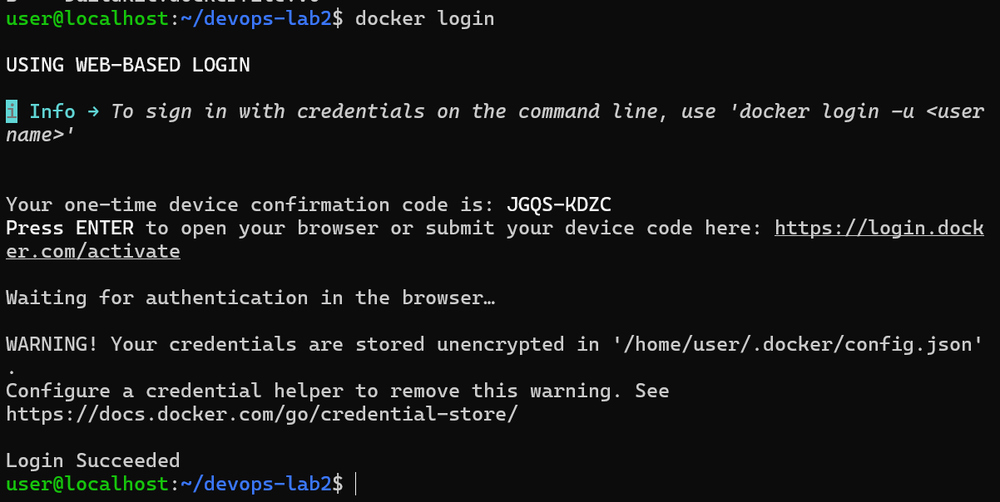 user@localhost:~/devops-lab2$ docker login
USING WEB-BASED LOGIN
i Info → To sign in with credentials on the command line, use 'docker login -u <user
name>'
Your one-time device confirmation code is: JGQS-KDZC
Press ENTER to open your browser or submit your device code here: https://login.dock
er.com/activate
Waiting for authentication in the browser…
WARNING! Your credentials are stored unencrypted in '/home/user/.docker/config.json'
.
Configure a credential helper to remove this warning. See
https://docs.docker.com/go/credential-store/
Login Succeeded
user@localhost:~/devops-lab2$